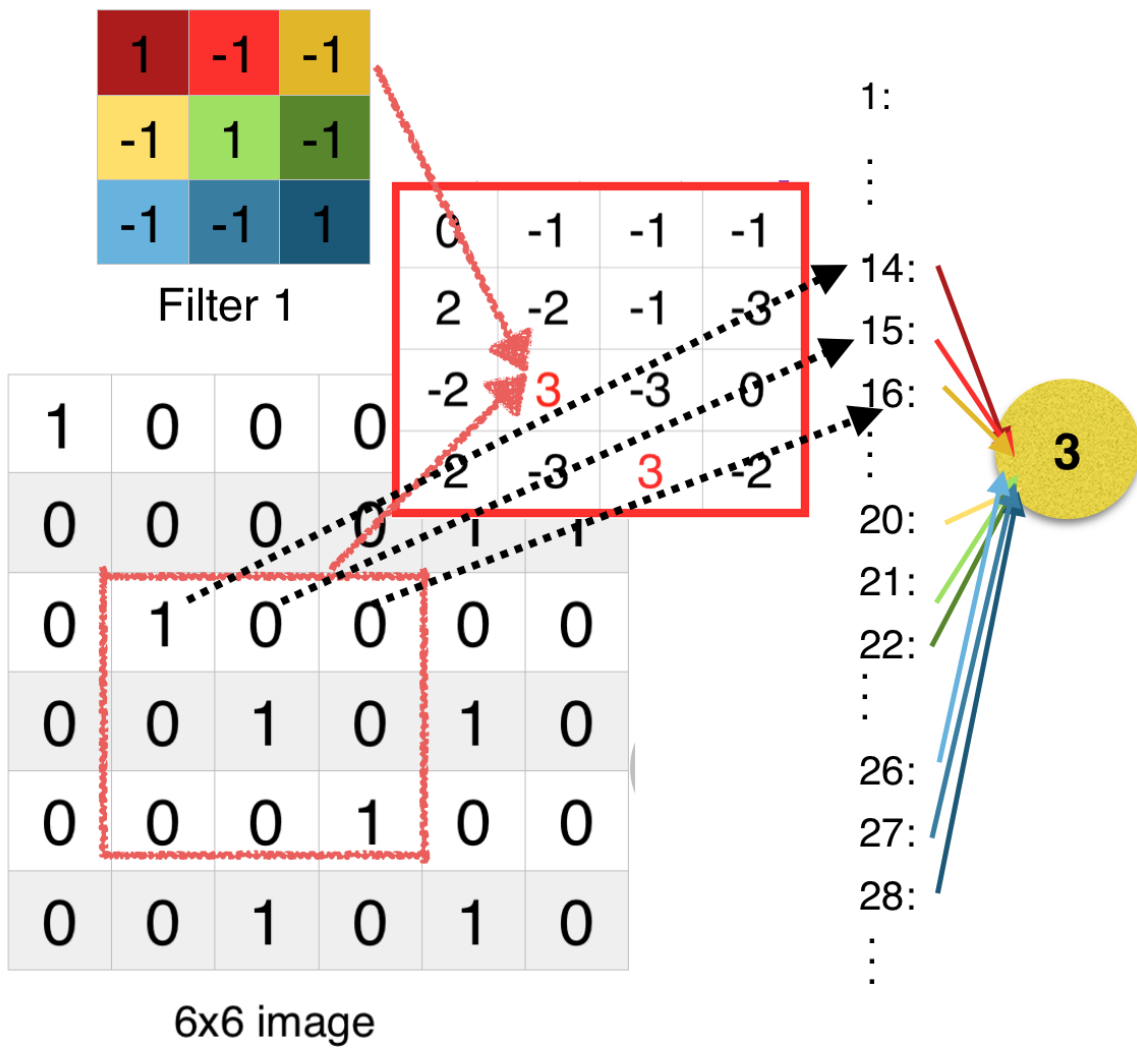 1 -1 -1
-1 1 -1
-1 -1 1
Filter 1
0 -1 -1 -1
2 -2 -1 -3
-2 3 -3 0
2 -3 3 -2
1 0 0 0
0 0 0 0 1 1
0 1 0 0 0 0
0 0 1 0 1 0
0 0 0 1 0 0
0 0 1 0 1 0
6x6 image
1:
:
14:
15:
16:
:
20:
21:
22:
:
26:
27:
28:
:
3